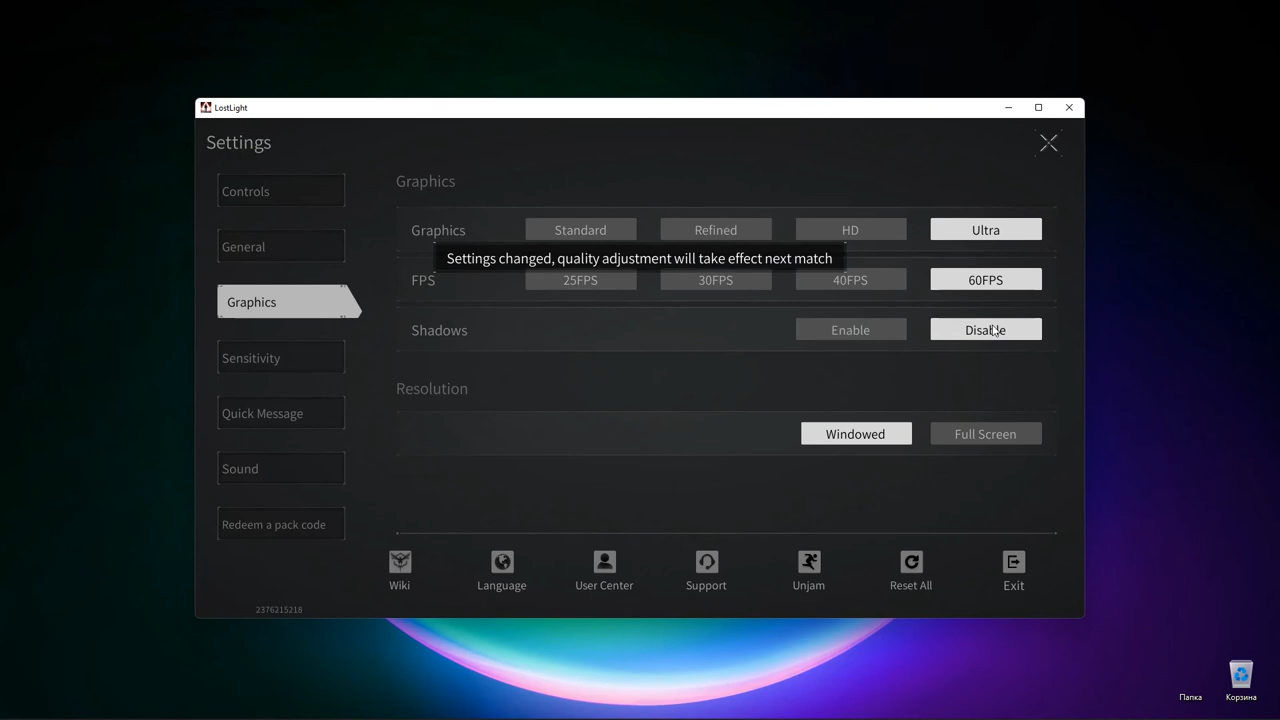 LostLight
Settings
Controls
General
Graphics
Sensitivity
Quick Message
Sound
Redeem a pack code
2376215218
Graphics
Graphics Standard Refined HD Ultra
Settings changed, quality adjustment will take effect next match
FPS 25FPS 30FPS 40FPS 60FPS
Shadows Enable Disable
Resolution
Windowed Full Screen
Wiki Language User Center Support Unjam Reset All Exit
Папка Корзина